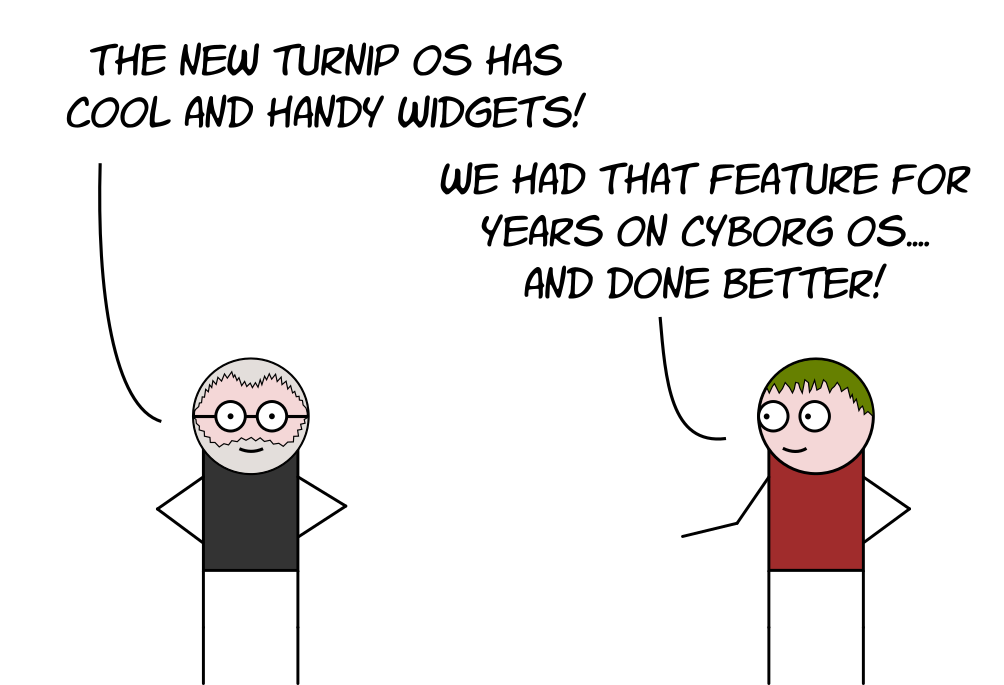 THE NEW TURNIP OS HAS
COOL AND HANDY WIDGETS!
WE HAD THAT FEATURE FOR
YEARS ON CYBORG OS....
AND DONE BETTER!